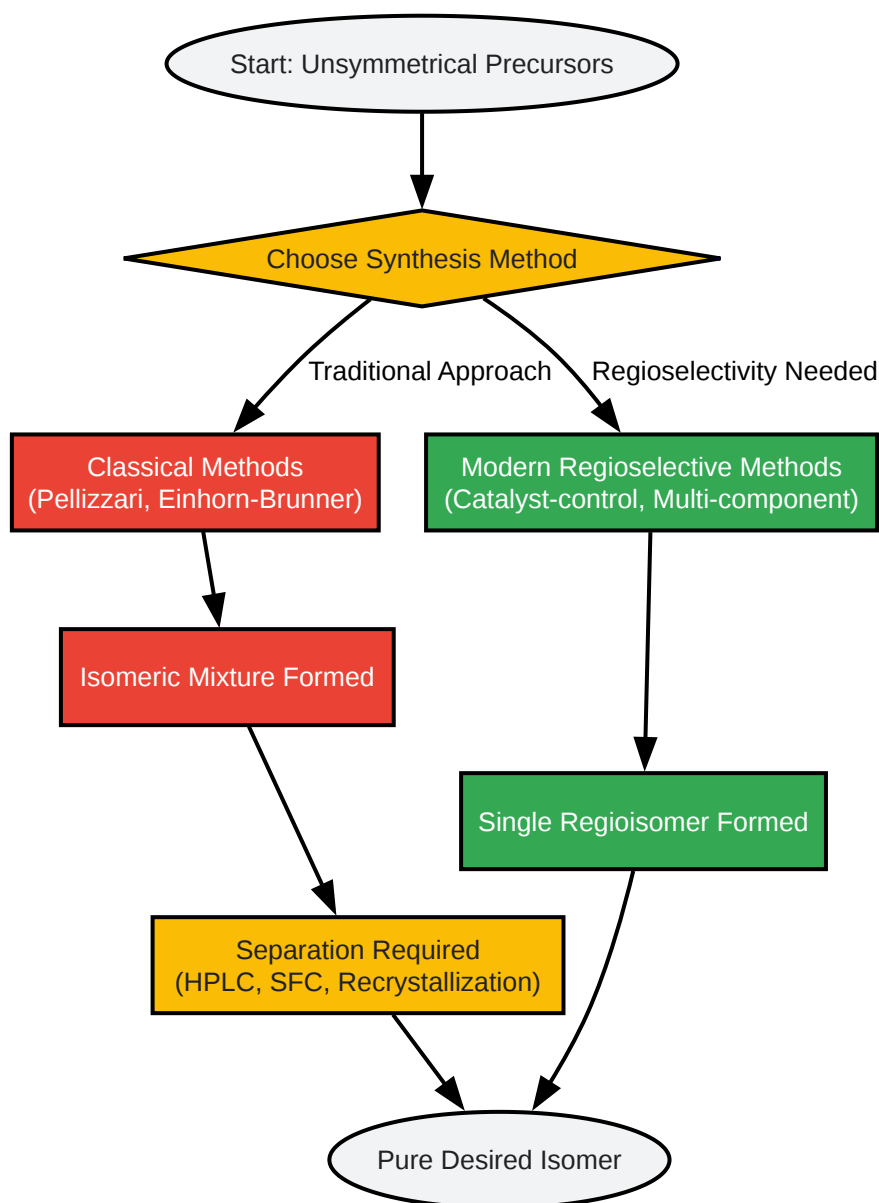 Start: Unsymmetrical Precursors
Choose Synthesis Method
Traditional Approach
Regioselectivity Needed
Classical Methods
(Pellizzari, Einhorn-Brunner)
Modern Regioselective Methods
(Catalyst-control, Multi-component)
Isomeric Mixture Formed
Single Regioisomer Formed
Separation Required
(HPLC, SFC, Recrystallization)
Pure Desired Isomer